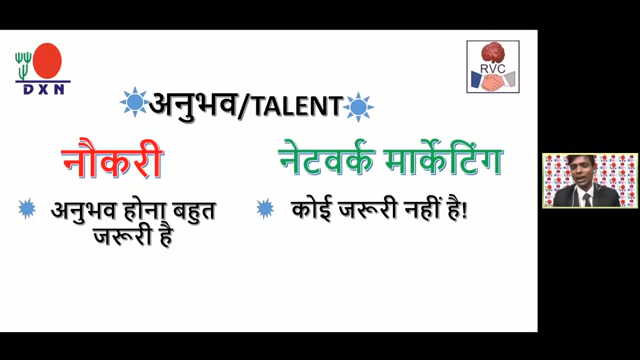 DXN
RVC
अनुभव/TALENT
नौकरी
नेटवर्क मार्केटिंग
अनुभव होना बहुत
जरूरी है
कोई जरूरी नहीं है!